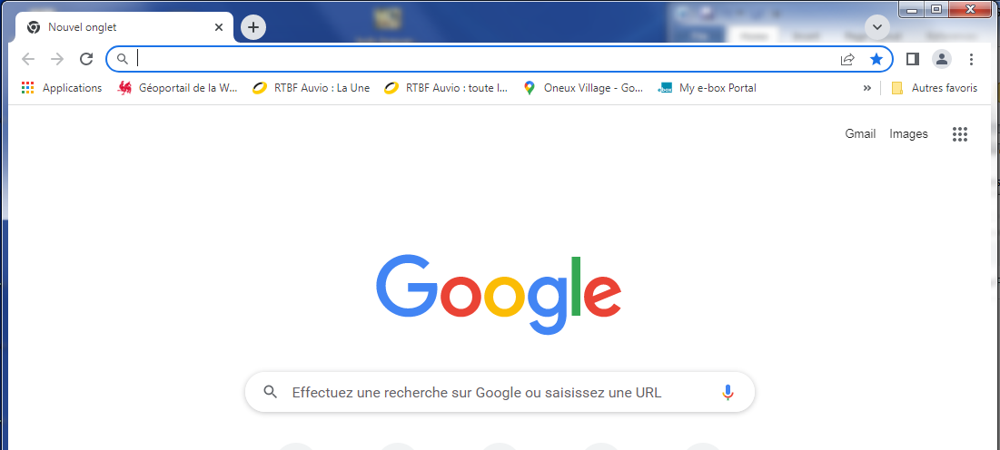 Nouvel onglet
Applications Géoportail de la W... RTBF Auvio : La Une RTBF Auvio : toute l... Oneux Village - Go... My e-box Portal » Autres favoris
Gmail Images
Google
Effectuez une recherche sur Google ou saisissez une URL